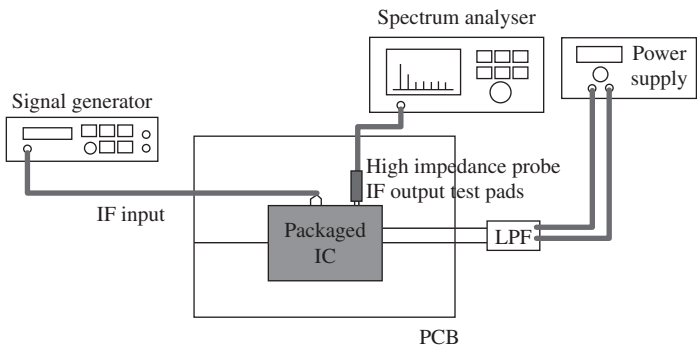 Spectrum analyser
Power
supply
Signal generator
High impedance probe
IF output test pads
IF input
Packaged
IC
LPF
PCB